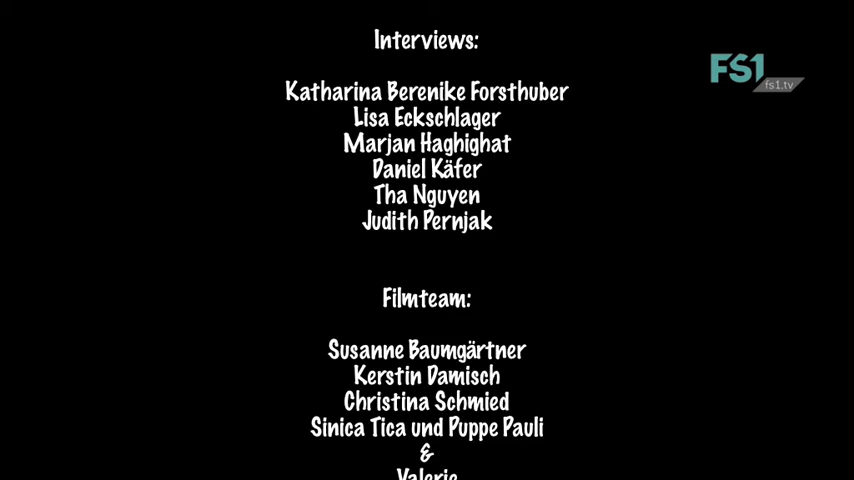 Interviews:
FS1
fs1.tv
Katharina Berenike Forsthuber
Lisa Eckschlager
Marjan Haghighat
Daniel Käfer
Tha Nguyen
Judith Pernjak
Filmteam:
Susanne Baumgärtner
Kerstin Damisch
Christina Schmied
Sinica Tica und Puppe Pauli
&
Valerie